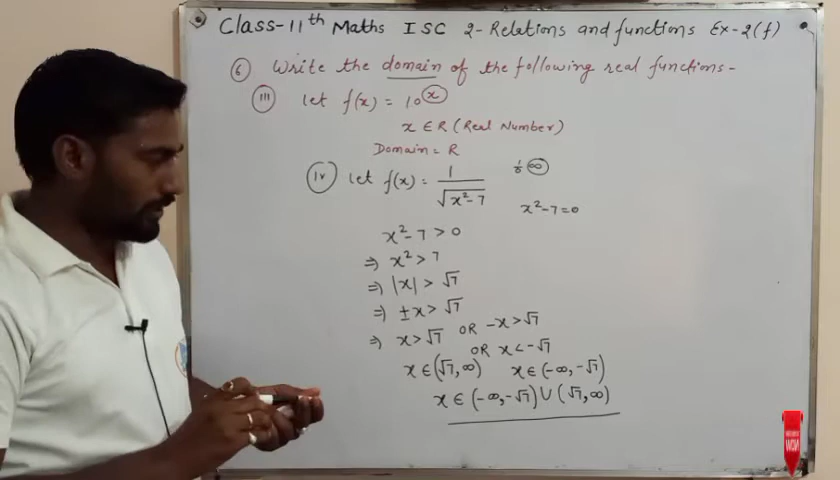 Class-11th Maths ISC 2-Relations and functions Ex-2(f)
6 Write the domain of the following real functions-
III let f(x) = 10^x
x ∈ R (Real Number)
Domain = R
IV let f(x) = 1/√(x²-7) 1/0 ∞
x²-7=0
x²-7 > 0
⇒ x² > 7
⇒ |x| > √7
⇒ ±x > √7
⇒ x > √7 OR -x > √7
OR x < -√7
x ∈ (√7, ∞) x ∈ (-∞, -√7)
x ∈ (-∞, -√7) ∪ (√7, ∞)